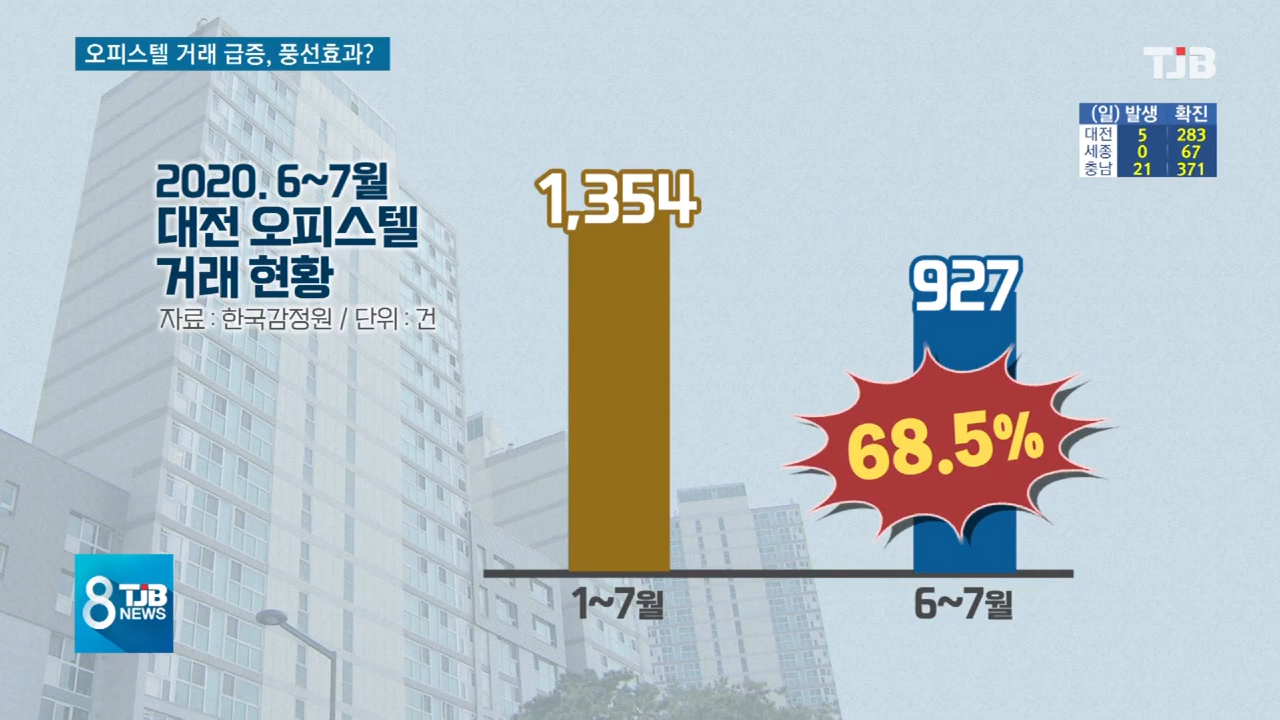 오피스텔 거래 급증, 풍선효과?
TJB
(일) 발생 확진
대전 5 283
세종 0 67
충남 21 371
2020. 6~7월
대전 오피스텔
거래 현황
자료 : 한국감정원 / 단위 : 건
1,354
927
68.5%
1~7월
6~7월
8 TJB NEWS